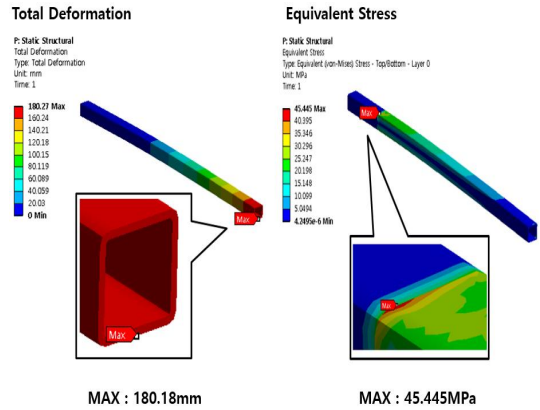 Total Deformation
P: Static Structural
Total Deformation
Type: Total Deformation
Unit: mm
Time: 1
180.27 Max
160.24
140.21
120.18
100.15
80.119
60.089
40.059
20.03
0 Min
Max
Max
MAX : 180.18mm
Equivalent Stress
P: Static Structural
Equivalent Stress
Type: Equivalent (von-Mises) Stress - Top/Bottom - Layer 0
Unit: MPa
Time: 1
45.445 Max
40.395
35.346
30.296
25.247
20.198
15.148
10.099
5.0494
4.2495e-6 Min
Max
Max
MAX : 45.445MPa